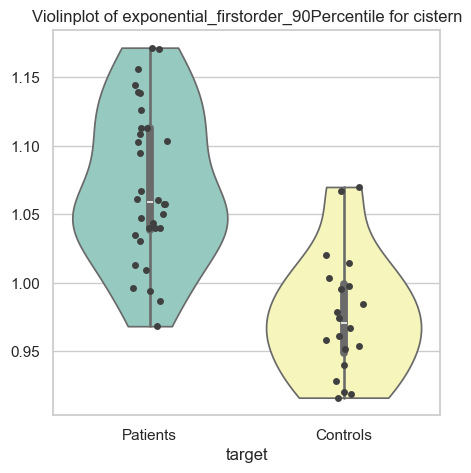 Violinplot of exponential_firstorder_90Percentile for cistern
1.15
1.10
1.05
1.00
0.95
Patients Controls
target